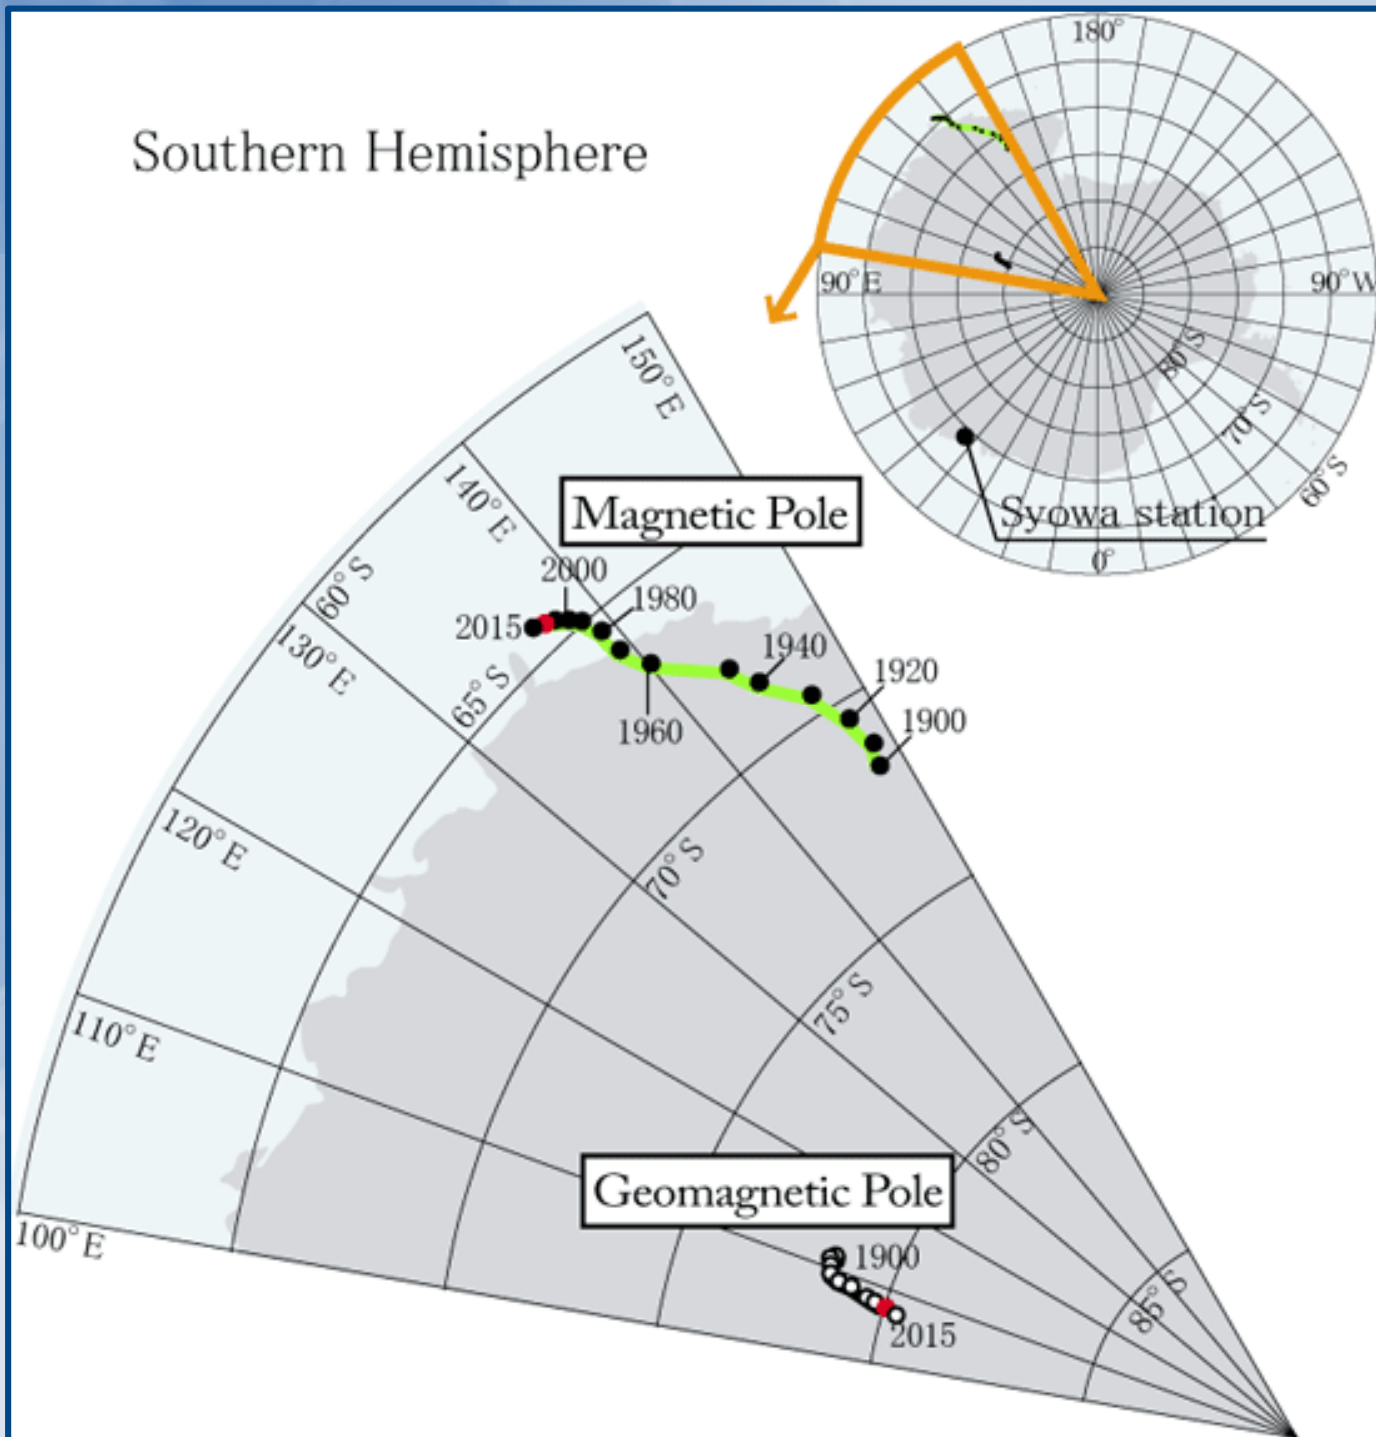 Southern Hemisphere
180°
90°E
90°W
80°S
70°S
60°S
Syowa station
0°
150°E
140°E
Magnetic Pole
2000
1980
2015
60°S
130°E
1940
1920
65°S
1900
1960
120°E
70°S
75°S
110°E
80°S
Geomagnetic Pole
100°E
1900
85°S
2015